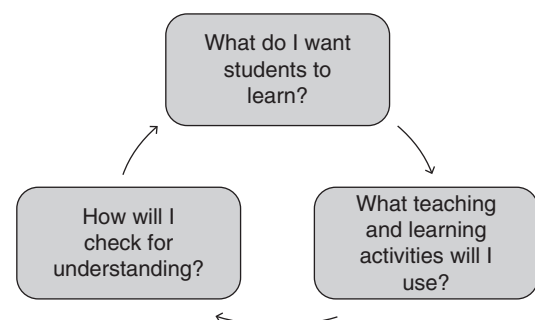 What do I want
students to
learn?
What teaching
and learning
activities will I
use?
How will I
check for
understanding?